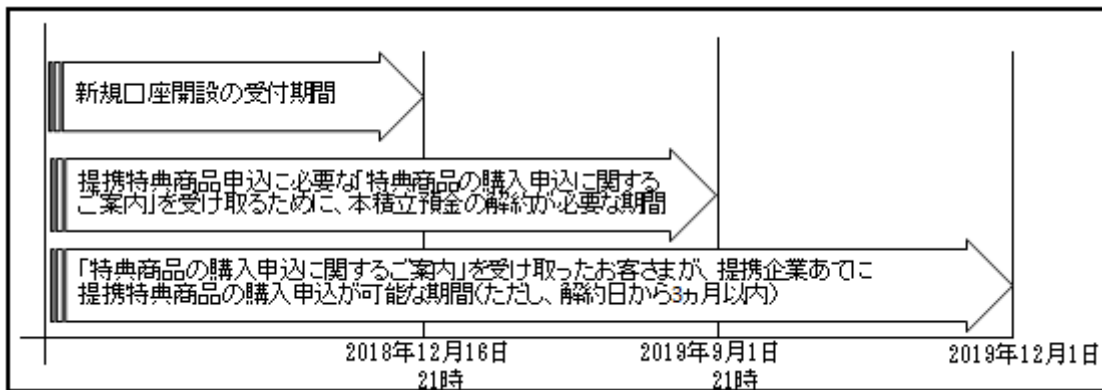 新規口座開設の受付期間
提携特典商品申込に必要な「特典商品の購入申込に関する
ご案内」を受け取るために、本積立預金の解約が必要な期間
「特典商品の購入申込に関するご案内」を受け取ったお客さまが、提携企業あてに
提携特典商品の購入申込が可能な期間(ただし、解約日から3ヵ月以内)
2018年12月16日
21時
2019年9月1日
21時
2019年12月1日